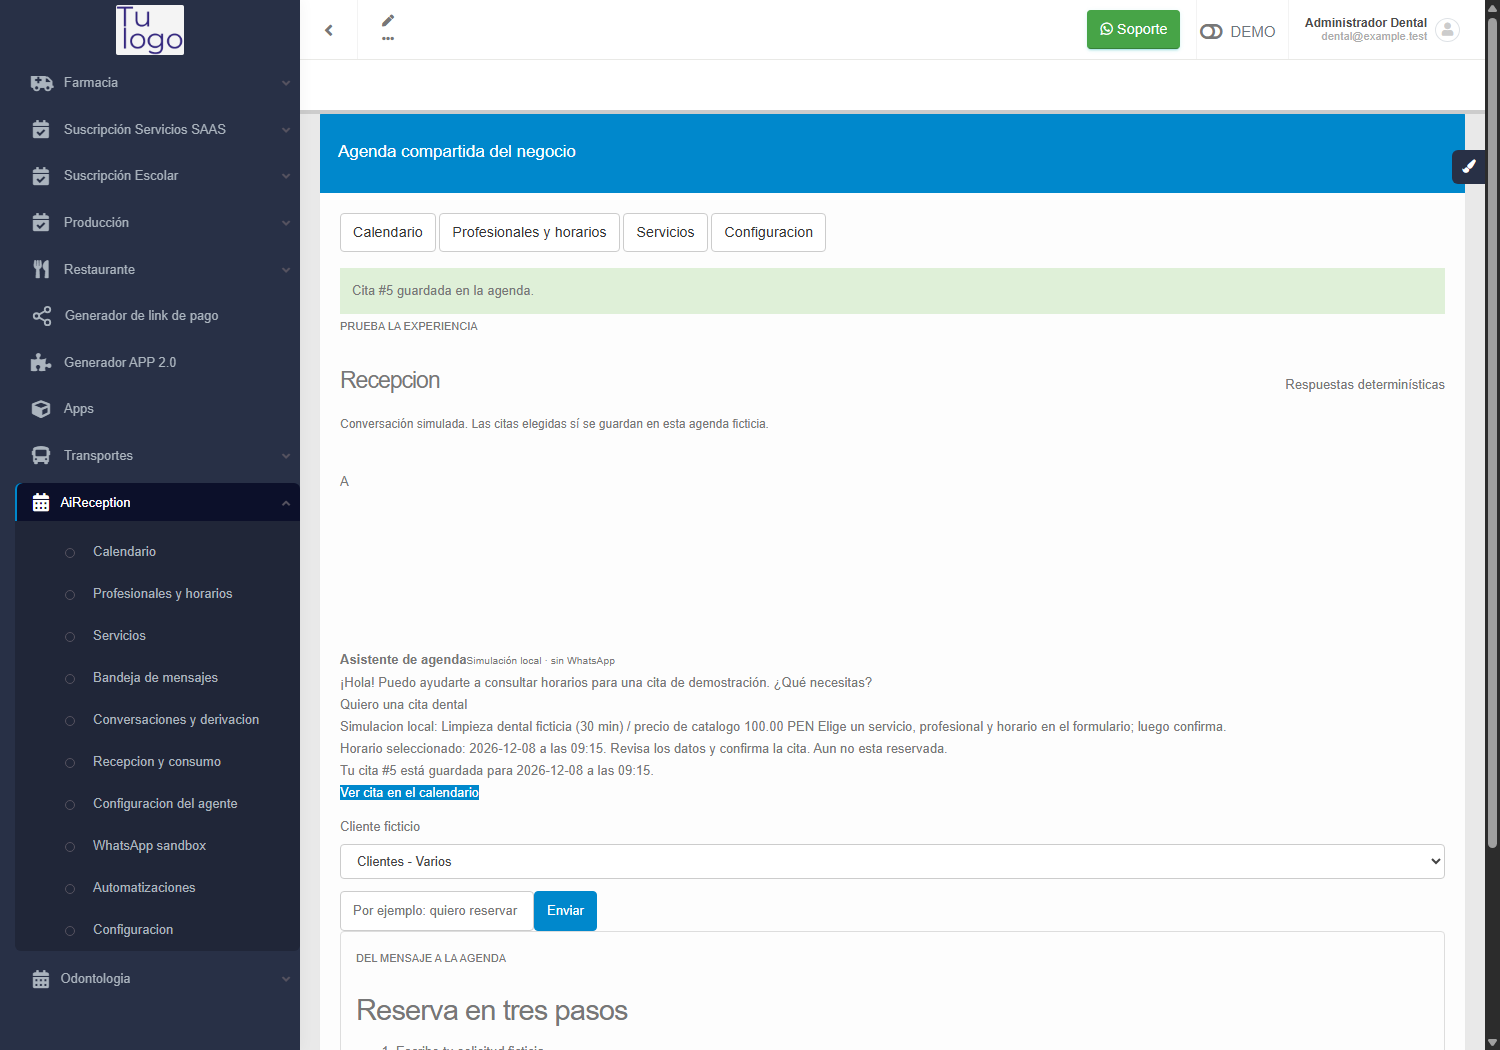 Tu
logo
Farmacia
Suscripción Servicios SAAS
Suscripción Escolar
Producción
Restaurante
Generador de link de pago
Generador APP 2.0
Apps
Transportes
AiReception
Calendario
Profesionales y horarios
Servicios
Bandeja de mensajes
Conversaciones y derivacion
Recepcion y consumo
Configuracion del agente
WhatsApp sandbox
Automatizaciones
Configuracion
Odontologia
Soporte
DEMO
Administrador Dental
dental@example.test
Agenda compartida del negocio
Calendario
Profesionales y horarios
Servicios
Configuracion
Cita #5 guardada en la agenda.
PRUEBA LA EXPERIENCIA
Recepcion
Respuestas determinísticas
Conversación simulada. Las citas elegidas sí se guardan en esta agenda ficticia.
A
Asistente de agendaSimulación local · sin WhatsApp
¡Hola! Puedo ayudarte a consultar horarios para una cita de demostración. ¿Qué necesitas?
Quiero una cita dental
Simulacion local: Limpieza dental ficticia (30 min) / precio de catalogo 100.00 PEN Elige un servicio, profesional y horario en el formulario; luego confirma.
Horario seleccionado: 2026-12-08 a las 09:15. Revisa los datos y confirma la cita. Aun no esta reservada.
Tu cita #5 está guardada para 2026-12-08 a las 09:15.
Ver cita en el calendario
Cliente ficticio
Clientes - Varios
Por ejemplo: quiero reservar
Enviar
DEL MENSAJE A LA AGENDA
Reserva en tres pasos
1. Escribe tu solicitud ficticia